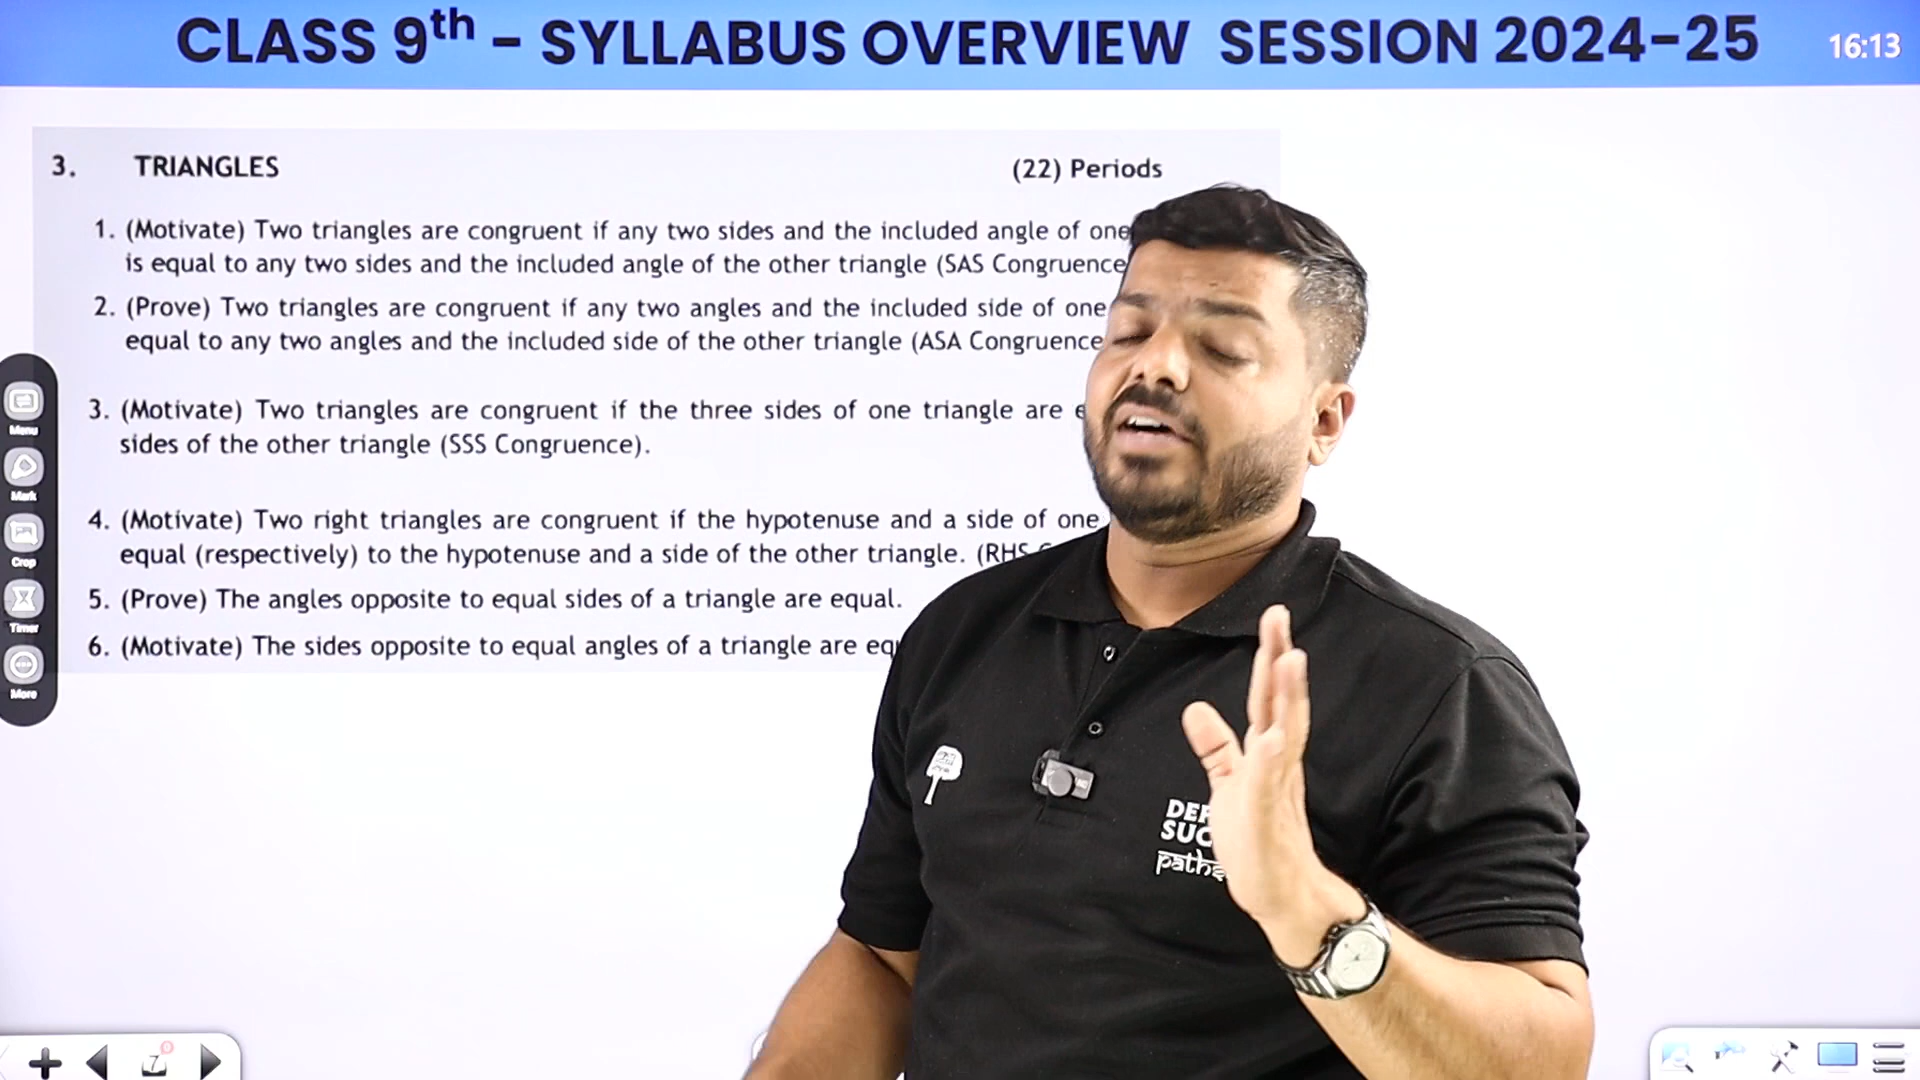 CLASS 9th - SYLLABUS OVERVIEW SESSION 2024-25
16:13
3. TRIANGLES (22) Periods
1. (Motivate) Two triangles are congruent if any two sides and the included angle of one
is equal to any two sides and the included angle of the other triangle (SAS Congruence
2. (Prove) Two triangles are congruent if any two angles and the included side of one
equal to any two angles and the included side of the other triangle (ASA Congruence
3. (Motivate) Two triangles are congruent if the three sides of one triangle are
sides of the other triangle (SSS Congruence).
4. (Motivate) Two right triangles are congruent if the hypotenuse and a side of one
equal (respectively) to the hypotenuse and a side of the other triangle. (RHS
5. (Prove) The angles opposite to equal sides of a triangle are equal.
6. (Motivate) The sides opposite to equal angles of a triangle are
Menu
Mark
Crop
Timer
More
7